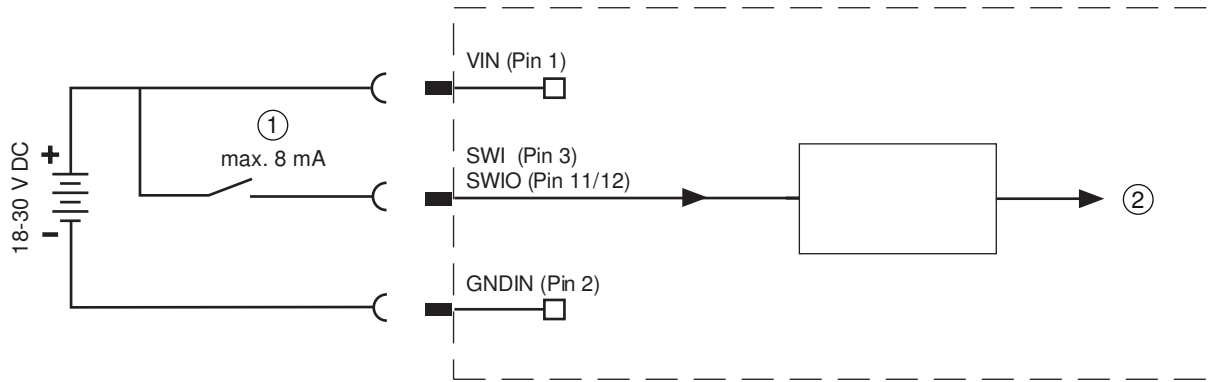 VIN (Pin 1)
1
max. 8 mA
18-30 V DC
+
−
SWI (Pin 3)
SWIO (Pin 11/12)
2
GNDIN (Pin 2)